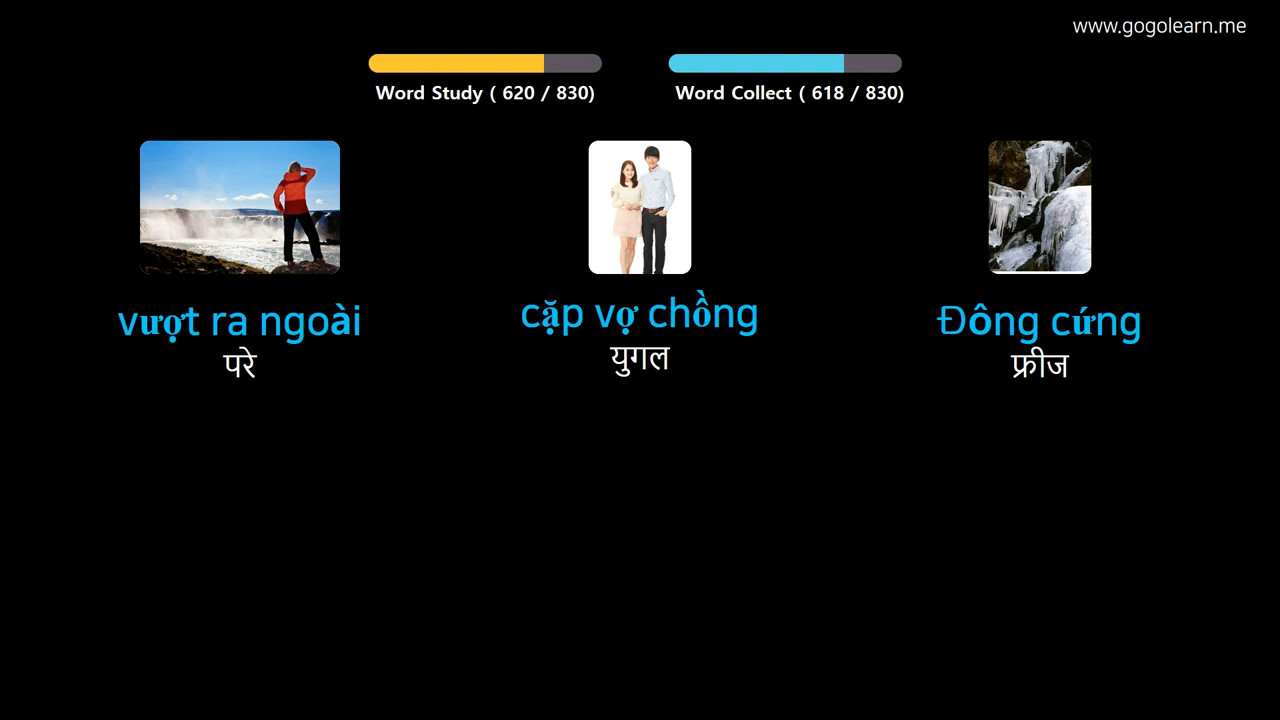 www.gogolearn.me
Word Study ( 620 / 830)
Word Collect ( 618 / 830)
vượt ra ngoài
परे
cặp vợ chồng
युगल
Đông cứng
फ्रीज